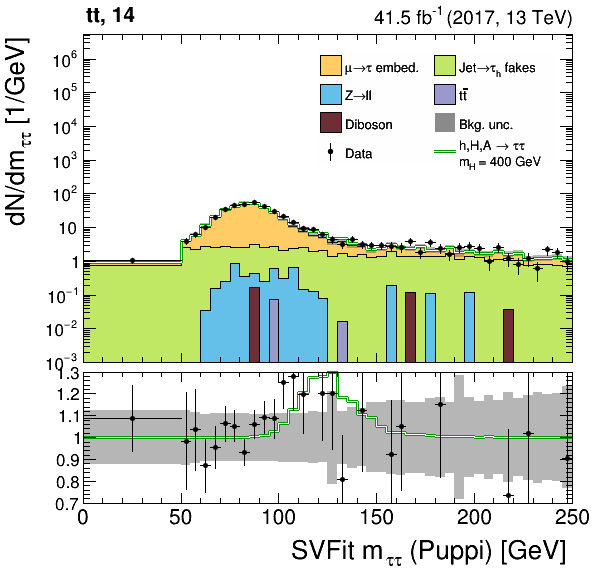 tt, 14
41.5 fb⁻¹ (2017, 13 TeV)
dN/dm_ττ [1/GeV]
10⁶
10⁵
10⁴
10³
10²
10
1
10⁻¹
10⁻²
10⁻³
μ→τ embed.
Jet→τ_h fakes
Z→ll
tt̄
Diboson
Bkg. unc.
Data
h,H,A → ττ
m_H = 400 GeV
1.3
1.2
1.1
1
0.9
0.8
0.7
0 50 100 150 200 250
SVFit m_ττ (Puppi) [GeV]